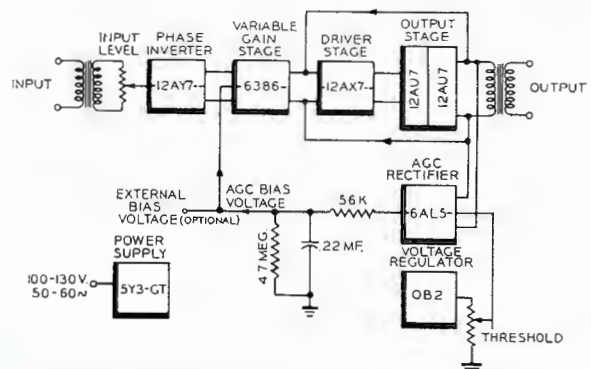 INPUT
INPUT
LEVEL
PHASE
INVERTER
12AY7
VARIABLE
GAIN
STAGE
6386
DRIVER
STAGE
12AX7
OUTPUT
STAGE
12AU7
12AU7
OUTPUT
EXTERNAL
BIAS
VOLTAGE (OPTIONAL)
AGC BIAS
VOLTAGE
56K
AGC
RECTIFIER
6AL5
4.7 MEG.
.22 MF.
POWER
SUPPLY
100-130V.
50-60~
5Y3-GT.
VOLTAGE
REGULATOR
OB2
THRESHOLD